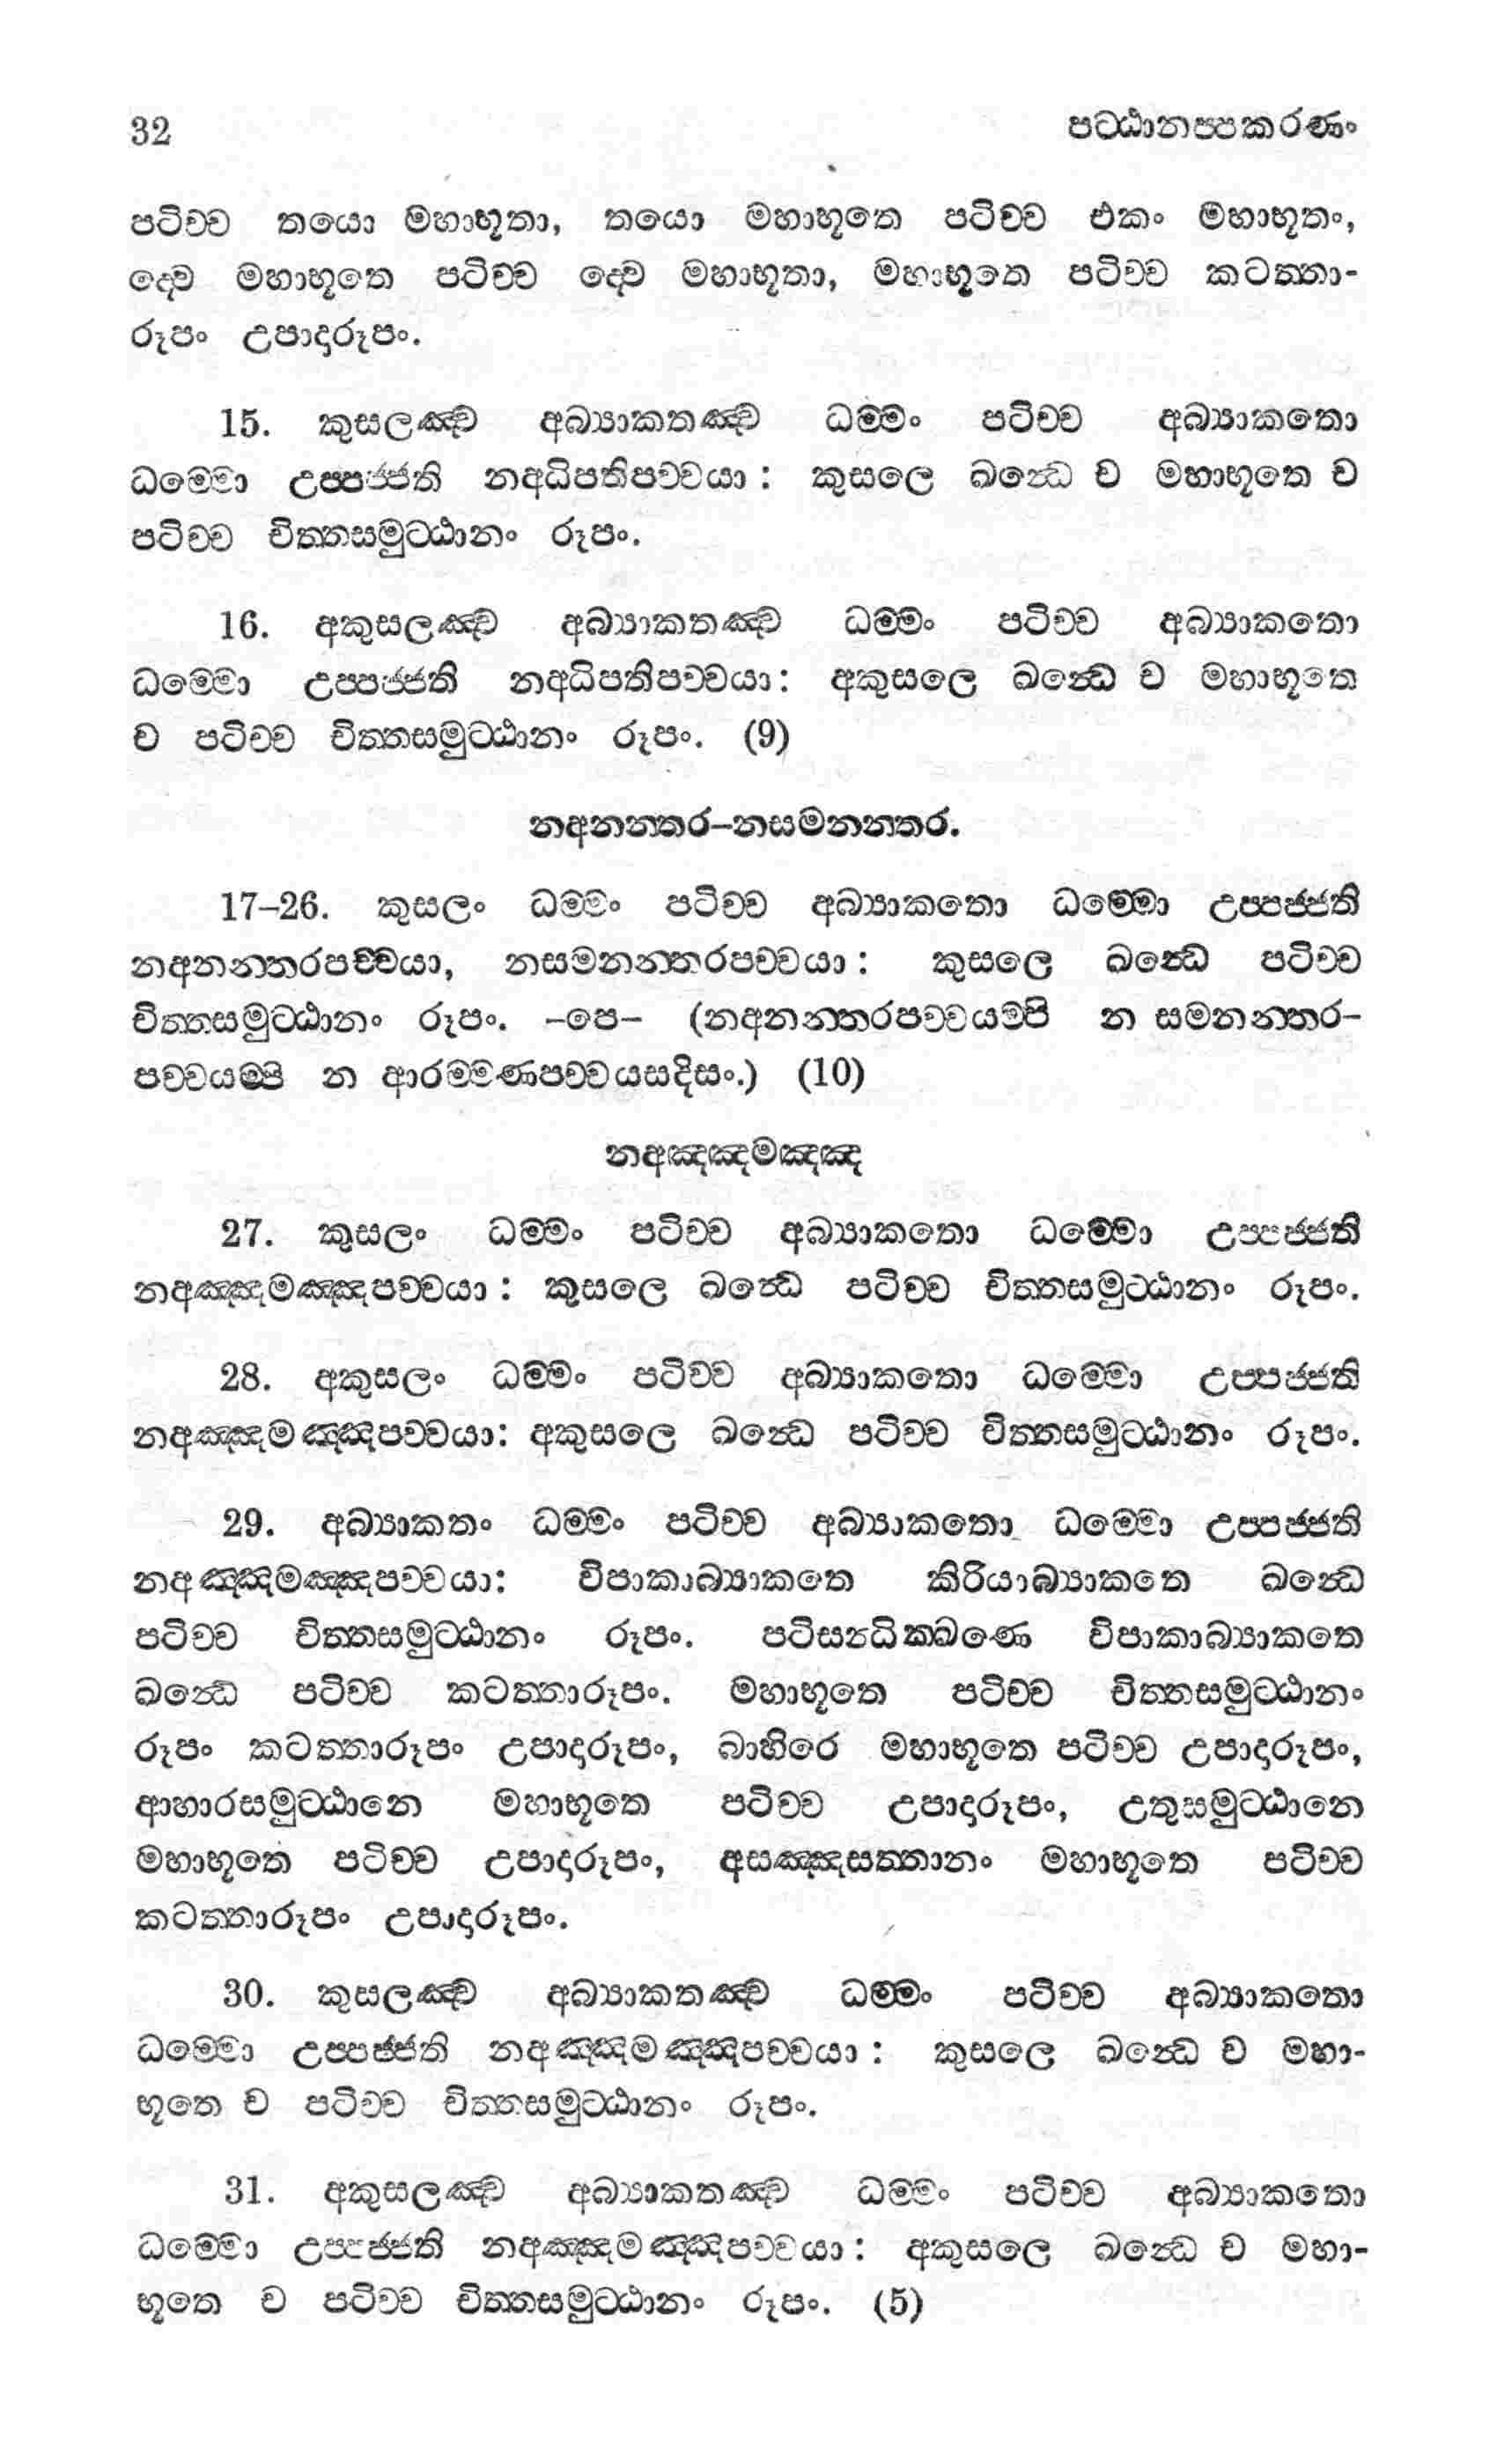 32 පට්ඨානප්පකරණං
පටිච්ච තයො මහාභූතා, තයො මහාභූතෙ පටිච්ච එකං මහාභූතං,
ද්වෙ මහාභූතෙ පටිච්ච ද්වෙ මහාභූතා, මහාභූතෙ පටිච්ච කටත්තා-
රූපං උපාදාරූපං.
15. කුසලඤ්ච අබ්‍යාකතඤ්ච ධම්මං පටිච්ච අබ්‍යාකතො
ධම්මො උප්පජ්ජති නඅධිපතිපච්චයා : කුසලෙ ඛන්ධෙ ච මහාභූතෙ ච
පටිච්ච චිත්තසමුට්ඨානං රූපං.
16. අකුසලඤ්ච අබ්‍යාකතඤ්ච ධම්මං පටිච්ච අබ්‍යාකතො
ධම්මො උප්පජ්ජති නඅධිපතිපච්චයා : අකුසලෙ ඛන්ධෙ ච මහාභූතෙ
ච පටිච්ච චිත්තසමුට්ඨානං රූපං. (9)
නඅනන්තර–නසමනන්තර.
17–26. කුසලං ධම්මං පටිච්ච අබ්‍යාකතො ධම්මො උප්පජ්ජති
නඅනන්තරපච්චයා, නසමනන්තරපච්චයා : කුසලෙ ඛන්ධෙ පටිච්ච
චිත්තසමුට්ඨානං රූපං. –පෙ– (නඅනන්තරපච්චයම්පි න සමනන්තර–
පච්චයම්පි න ආරම්මණපච්චයසදිසං.) (10)
නඅඤ්ඤමඤ්ඤ
27. කුසලං ධම්මං පටිච්ච අබ්‍යාකතො ධම්මො උප්පජ්ජති
නඅඤ්ඤමඤ්ඤපච්චයා : කුසලෙ ඛන්ධෙ පටිච්ච චිත්තසමුට්ඨානං රූපං.
28. අකුසලං ධම්මං පටිච්ච අබ්‍යාකතො ධම්මො උප්පජ්ජති
නඅඤ්ඤමඤ්ඤපච්චයා : අකුසලෙ ඛන්ධෙ පටිච්ච චිත්තසමුට්ඨානං රූපං.
29. අබ්‍යාකතං ධම්මං පටිච්ච අබ්‍යාකතො ධම්මො උප්පජ්ජති
නඅඤ්ඤමඤ්ඤපච්චයා : විපාකාබ්‍යාකතෙ කිරියාබ්‍යාකතෙ ඛන්ධෙ
පටිච්ච චිත්තසමුට්ඨානං රූපං. පටිසන්ධික්ඛණෙ විපාකාබ්‍යාකතෙ
ඛන්ධෙ පටිච්ච කටත්තාරූපං. මහාභූතෙ පටිච්ච චිත්තසමුට්ඨානං
රූපං කටත්තාරූපං උපාදාරූපං, බාහිරෙ මහාභූතෙ පටිච්ච උපාදාරූපං,
ආහාරසමුට්ඨානෙ මහාභූතෙ පටිච්ච උපාදාරූපං, උතුසමුට්ඨානෙ
මහාභූතෙ පටිච්ච උපාදාරූපං, අසඤ්ඤසත්තානං මහාභූතෙ පටිච්ච
කටත්තාරූපං උපාදාරූපං.
30. කුසලඤ්ච අබ්‍යාකතඤ්ච ධම්මං පටිච්ච අබ්‍යාකතො
ධම්මො උප්පජ්ජති නඅඤ්ඤමඤ්ඤපච්චයා : කුසලෙ ඛන්ධෙ ච මහා-
භූතෙ ච පටිච්ච චිත්තසමුට්ඨානං රූපං.
31. අකුසලඤ්ච අබ්‍යාකතඤ්ච ධම්මං පටිච්ච අබ්‍යාකතො
ධම්මො උප්පජ්ජති නඅඤ්ඤමඤ්ඤපච්චයා : අකුසලෙ ඛන්ධෙ ච මහා-
භූතෙ ච පටිච්ච චිත්තසමුට්ඨානං රූපං. (5)